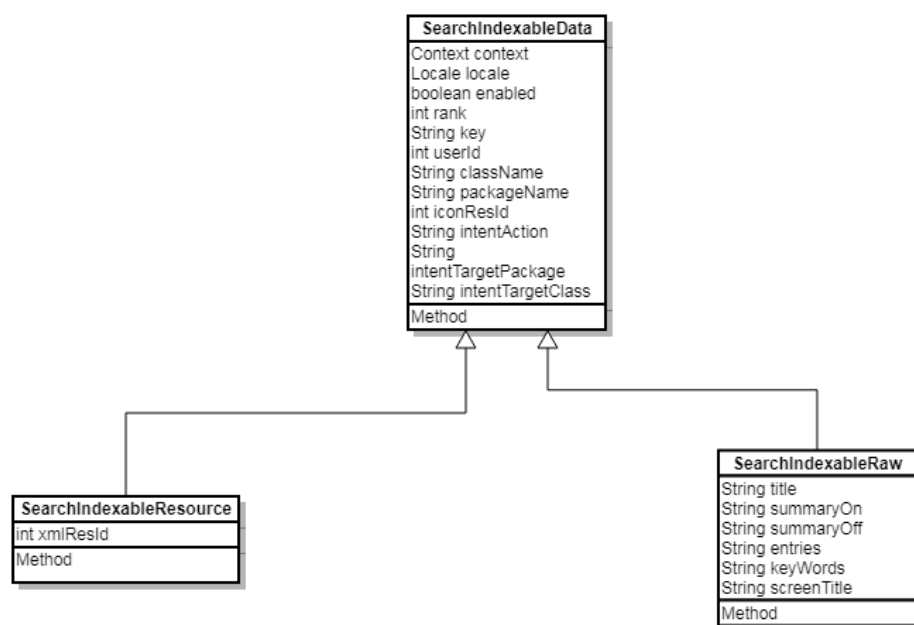 SearchIndexableData
Context context
Locale locale
boolean enabled
int rank
String key
int userId
String className
String packageName
int iconResId
String intentAction
String
intentTargetPackage
String intentTargetClass
Method
SearchIndexableResource
int xmlResId
Method
SearchIndexableRaw
String title
String summaryOn
String summaryOff
String entries
String keyWords
String screenTitle
Method